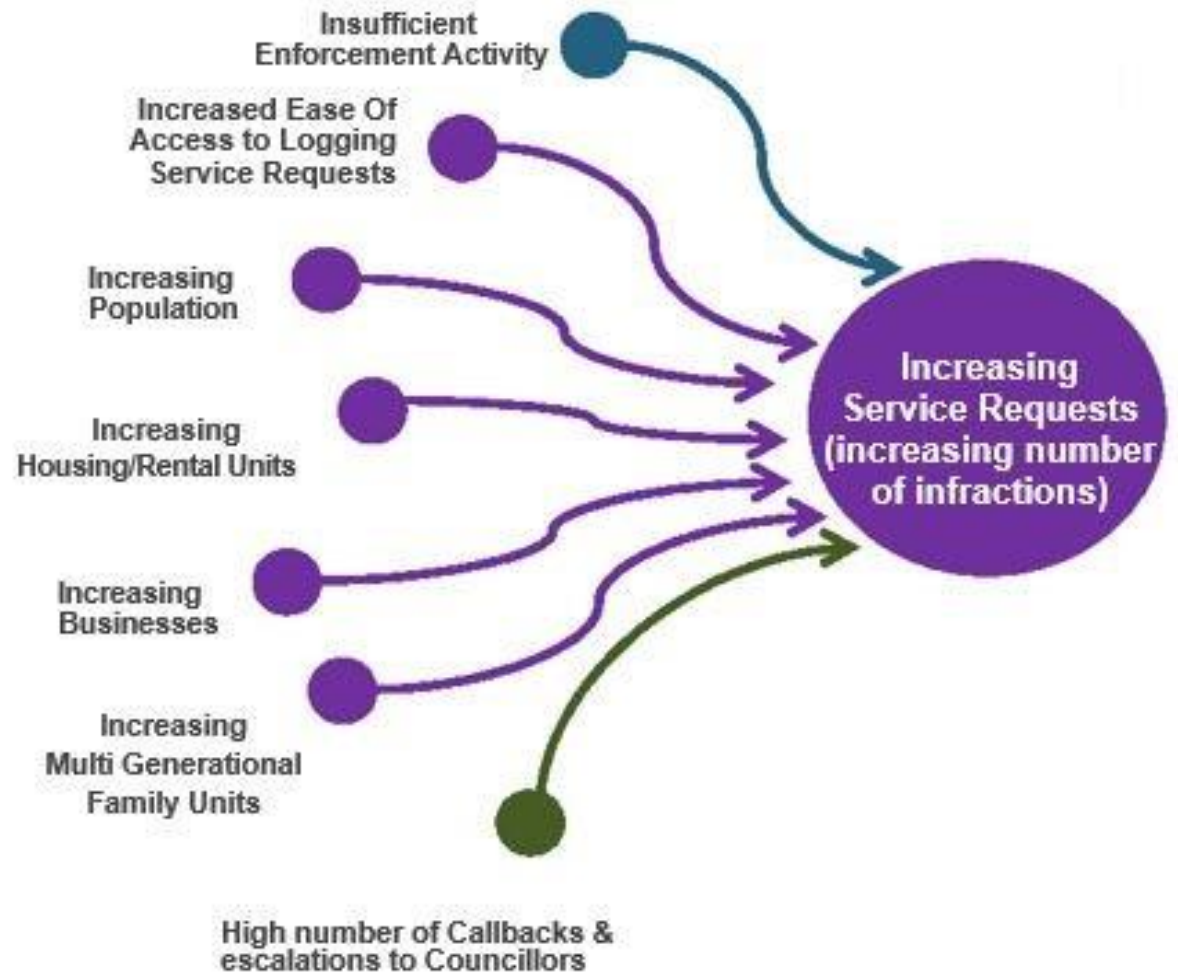 Insufficient
Enforcement Activity
Increased Ease Of
Access to Logging
Service Requests
Increasing
Population
Increasing
Housing/Rental Units
Increasing
Businesses
Increasing
Multi Generational
Family Units
High number of Callbacks &
escalations to Councillors
Increasing
Service Requests
(increasing number
of infractions)